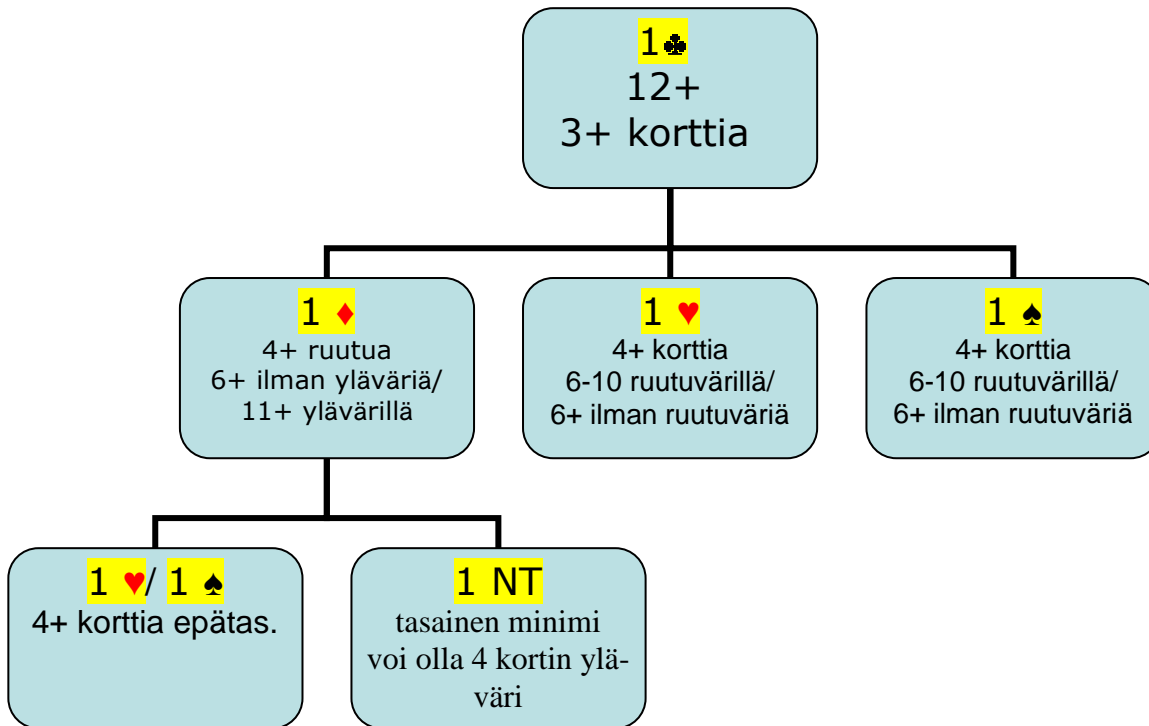 1♣
12+
3+ korttia
1 ♦
4+ ruutua
6+ ilman yläväriä/
11+ ylävärillä
1 ♥
4+ korttia
6-10 ruutuvärillä/
6+ ilman ruutuväriä
1 ♠
4+ korttia
6-10 ruutuvärillä/
6+ ilman ruutuväriä
1 ♥/ 1 ♠
4+ korttia epätas.
1 NT
tasainen minimi
voi olla 4 kortin ylä-
väri